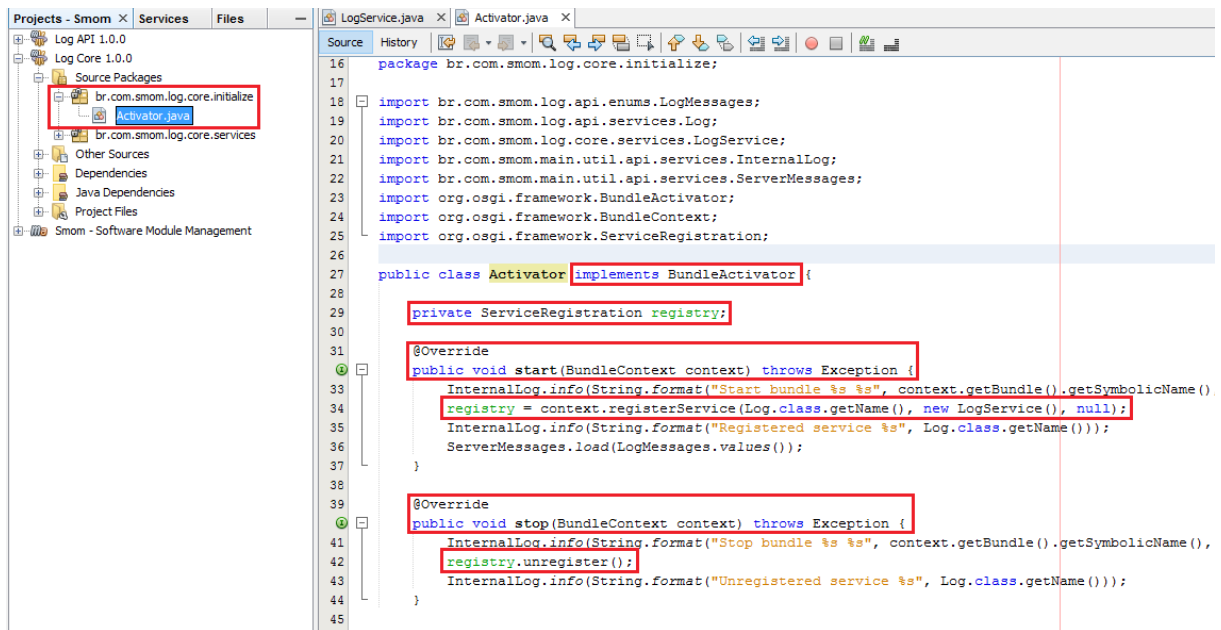 Projects - Smom × Services Files
Log API 1.0.0
Log Core 1.0.0
Source Packages
br.com.smom.log.core.initialize
Activator.java
br.com.smom.log.core.services
Other Sources
Dependencies
Java Dependencies
Project Files
Smom - Software Module Management
LogService.java × Activator.java ×
Source History
16 package br.com.smom.log.core.initialize;
17
18 import br.com.smom.log.api.enums.LogMessages;
19 import br.com.smom.log.api.services.Log;
20 import br.com.smom.log.core.services.LogService;
21 import br.com.smom.main.util.api.services.InternalLog;
22 import br.com.smom.main.util.api.services.ServerMessages;
23 import org.osgi.framework.BundleActivator;
24 import org.osgi.framework.BundleContext;
25 import org.osgi.framework.ServiceRegistration;
26
27 public class Activator implements BundleActivator {
28
29 private ServiceRegistration registry;
30
31 @Override
public void start(BundleContext context) throws Exception {
33 InternalLog.info(String.format("Start bundle %s %s", context.getBundle().getSymbolicName()
34 registry = context.registerService(Log.class.getName(), new LogService(), null);
35 InternalLog.info(String.format("Registered service %s", Log.class.getName()));
36 ServerMessages.load(LogMessages.values());
37 }
38
39 @Override
public void stop(BundleContext context) throws Exception {
41 InternalLog.info(String.format("Stop bundle %s %s", context.getBundle().getSymbolicName(),
42 registry.unregister();
43 InternalLog.info(String.format("Unregistered service %s", Log.class.getName()));
44 }
45